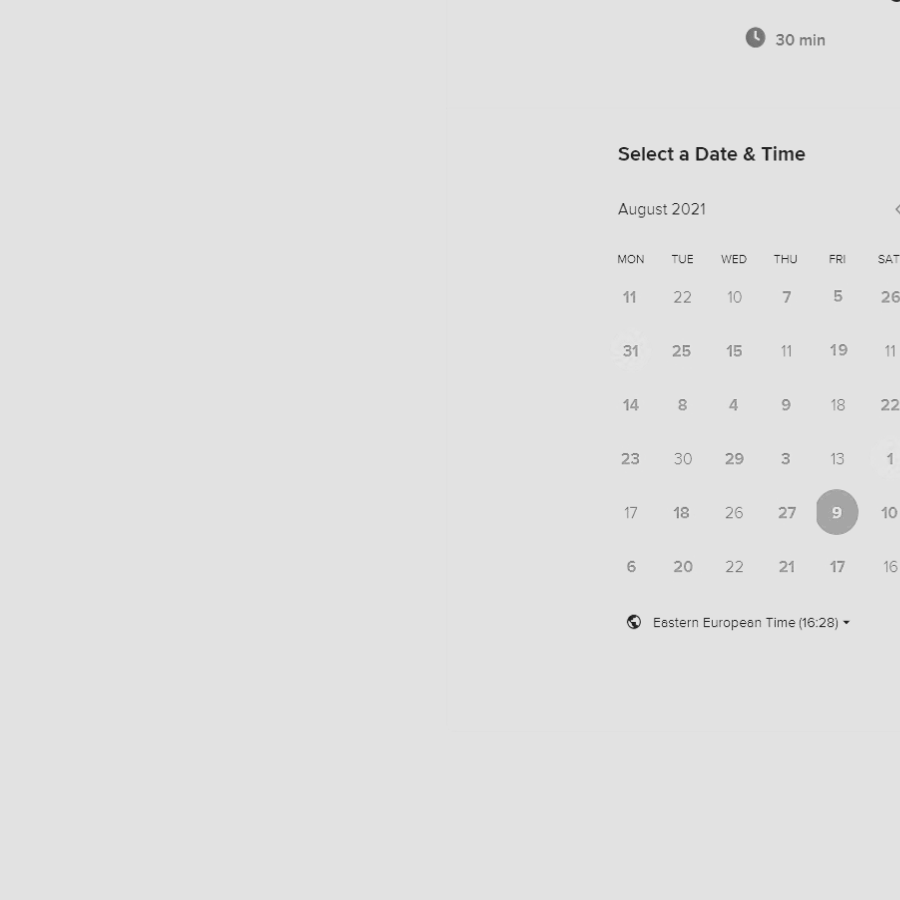 30 min
Select a Date & Time
August 2021
MON TUE WED THU FRI SAT
11 22 10 7 5 26
31 25 15 11 19 11
14 8 4 9 18 22
23 30 29 3 13 1
17 18 26 27 9 10
6 20 22 21 17 16
Eastern European Time (16:28)